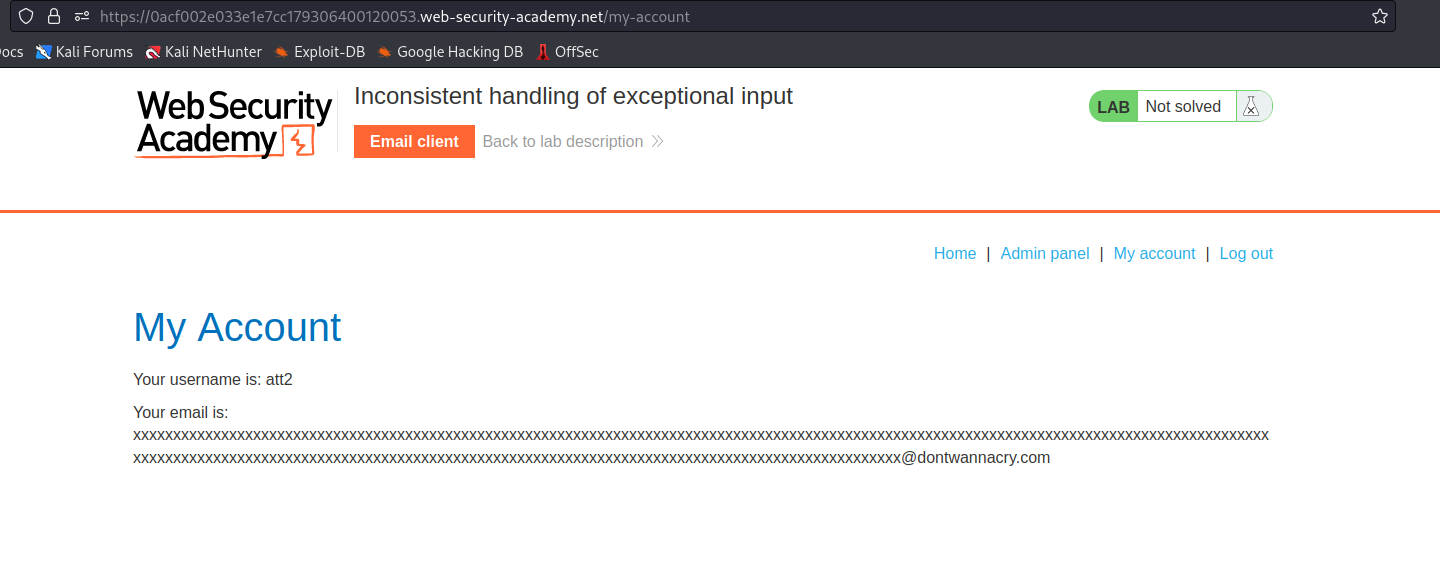 https://0acf002e033e1e7cc179306400120053.web-security-academy.net/my-account
ocs Kali Forums Kali NetHunter Exploit-DB Google Hacking DB OffSec
Web Security
Academy
Inconsistent handling of exceptional input
Email client Back to lab description
LAB Not solved
Home | Admin panel | My account | Log out
My Account
Your username is: att2
Your email is:
xxxxxxxxxxxxxxxxxxxxxxxxxxxxxxxxxxxxxxxxxxxxxxxxxxxxxxxxxxxxxxxxxxxxxxxxxxxxxxxxxxxxxxxxxxxxxxxxxxxxxxxxxxxxxxxxxxxxxxxxxxxxxxxxxxxxxxxxxxxxxx
xxxxxxxxxxxxxxxxxxxxxxxxxxxxxxxxxxxxxxxxxxxxxxxxxxxxxxxxxxxxxxxxxxxxxxxxxxxxxxxxxxxxxxxxxxxxxxxx@dontwannacry.com